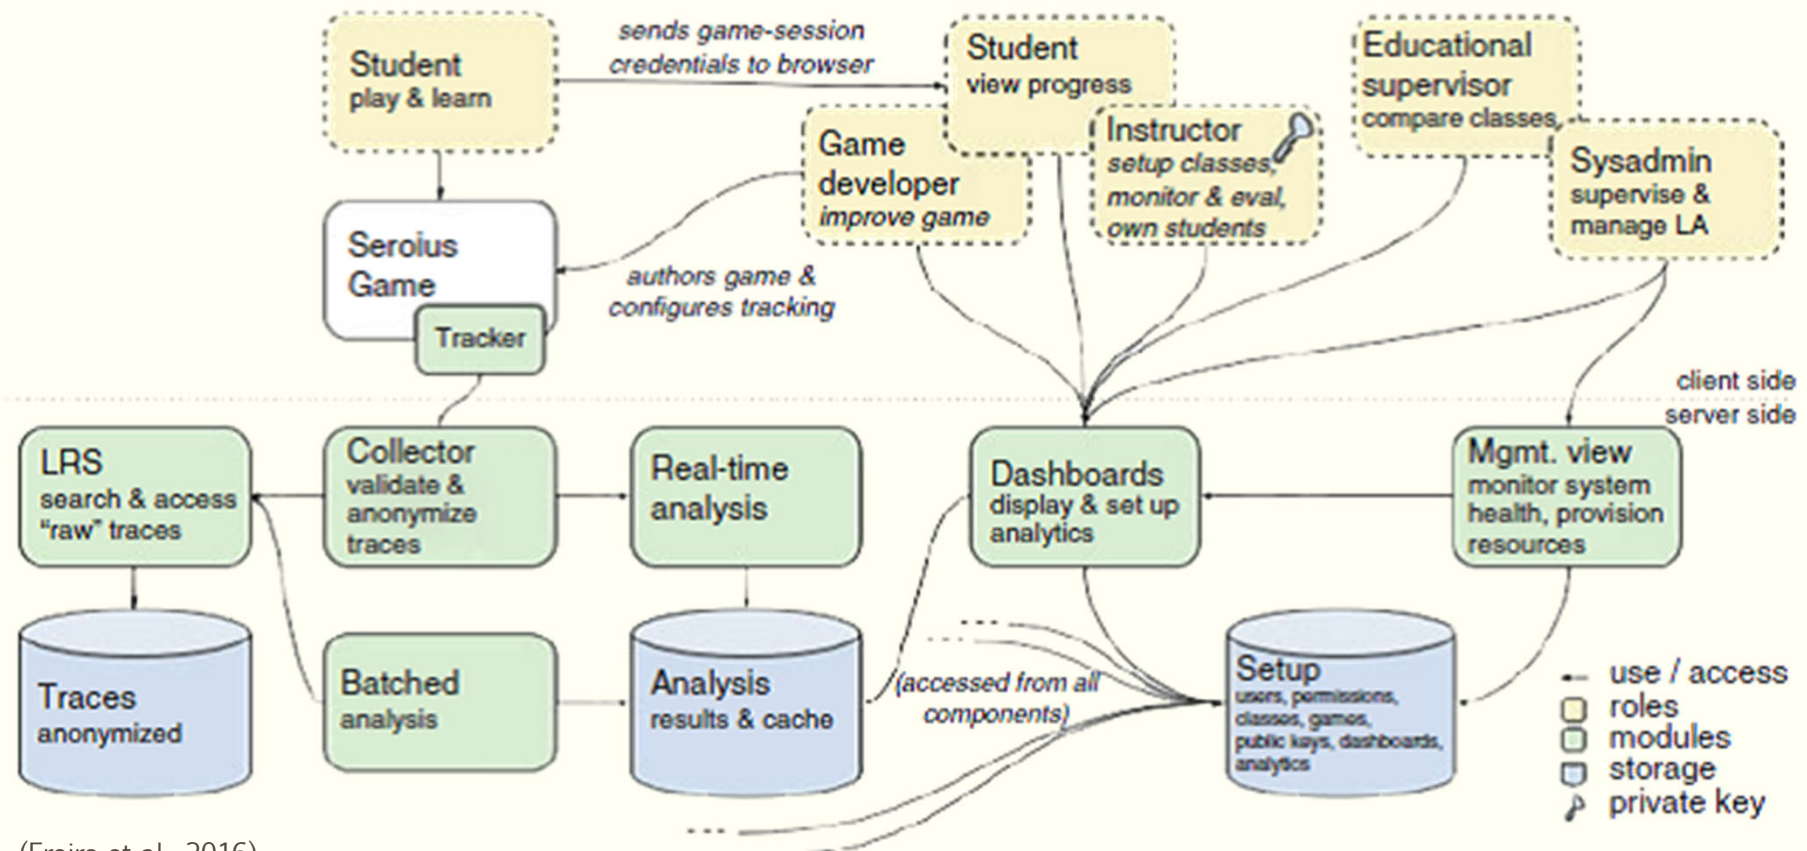 Student
play & learn
sends game-session
credentials to browser
Student
view progress
Educational
supervisor
compare classes,
Game
developer
improve game
Instructor
setup classes,
monitor & eval,
own students
Sysadmin
supervise &
manage LA
Seroius
Game
Tracker
authors game &
configures tracking
client side
server side
LRS
search & access
“raw” traces
Collector
validate &
anonymize
traces
Real-time
analysis
Dashboards
display & set up
analytics
Mgmt. view
monitor system
health, provision
resources
Traces
anonymized
Batched
analysis
Analysis
results & cache
(accessed from all
components)
Setup
users, permissions,
classes, games,
public keys, dashboards,
analytics
use / access
roles
modules
storage
private key
(Freire et al., 2016)